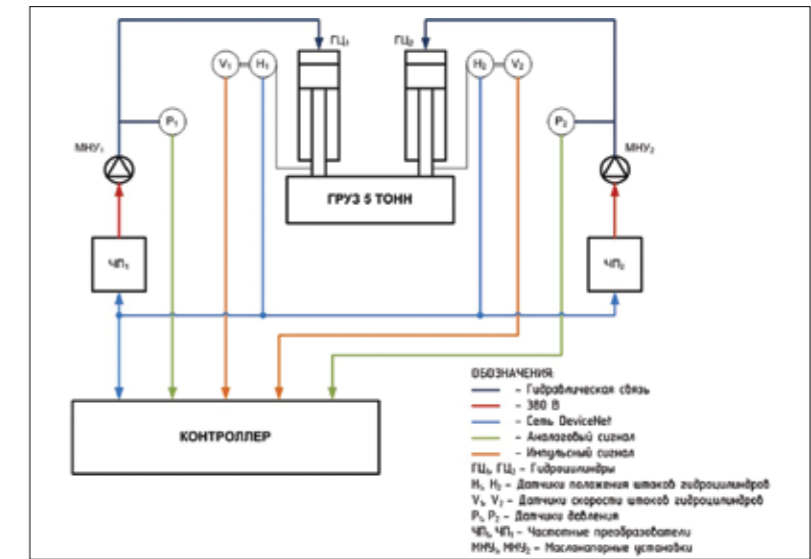 ГЦ₁
ГЦ₂
V₁
H₁
H₂
V₂
P₁
P₂
МНУ₁
МНУ₂
ГРУЗ 5 ТОНН
ЧП₁
ЧП₂
КОНТРОЛЛЕР
ОБОЗНАЧЕНИЯ:
– Гидравлическая связь
– 380 В
– Сеть DeviceNet
– Аналоговый сигнал
– Импульсный сигнал
ГЦ₁, ГЦ₂ – Гидроцилиндры
H₁, H₂ – Датчики положения штоков гидроцилиндров
V₁, V₂ – Датчики скорости штоков гидроцилиндров
P₁, P₂ – Датчики давления
ЧП₁, ЧП₂ – Частотные преобразователи
МНУ₁, МНУ₂ – Маслонапорные установки